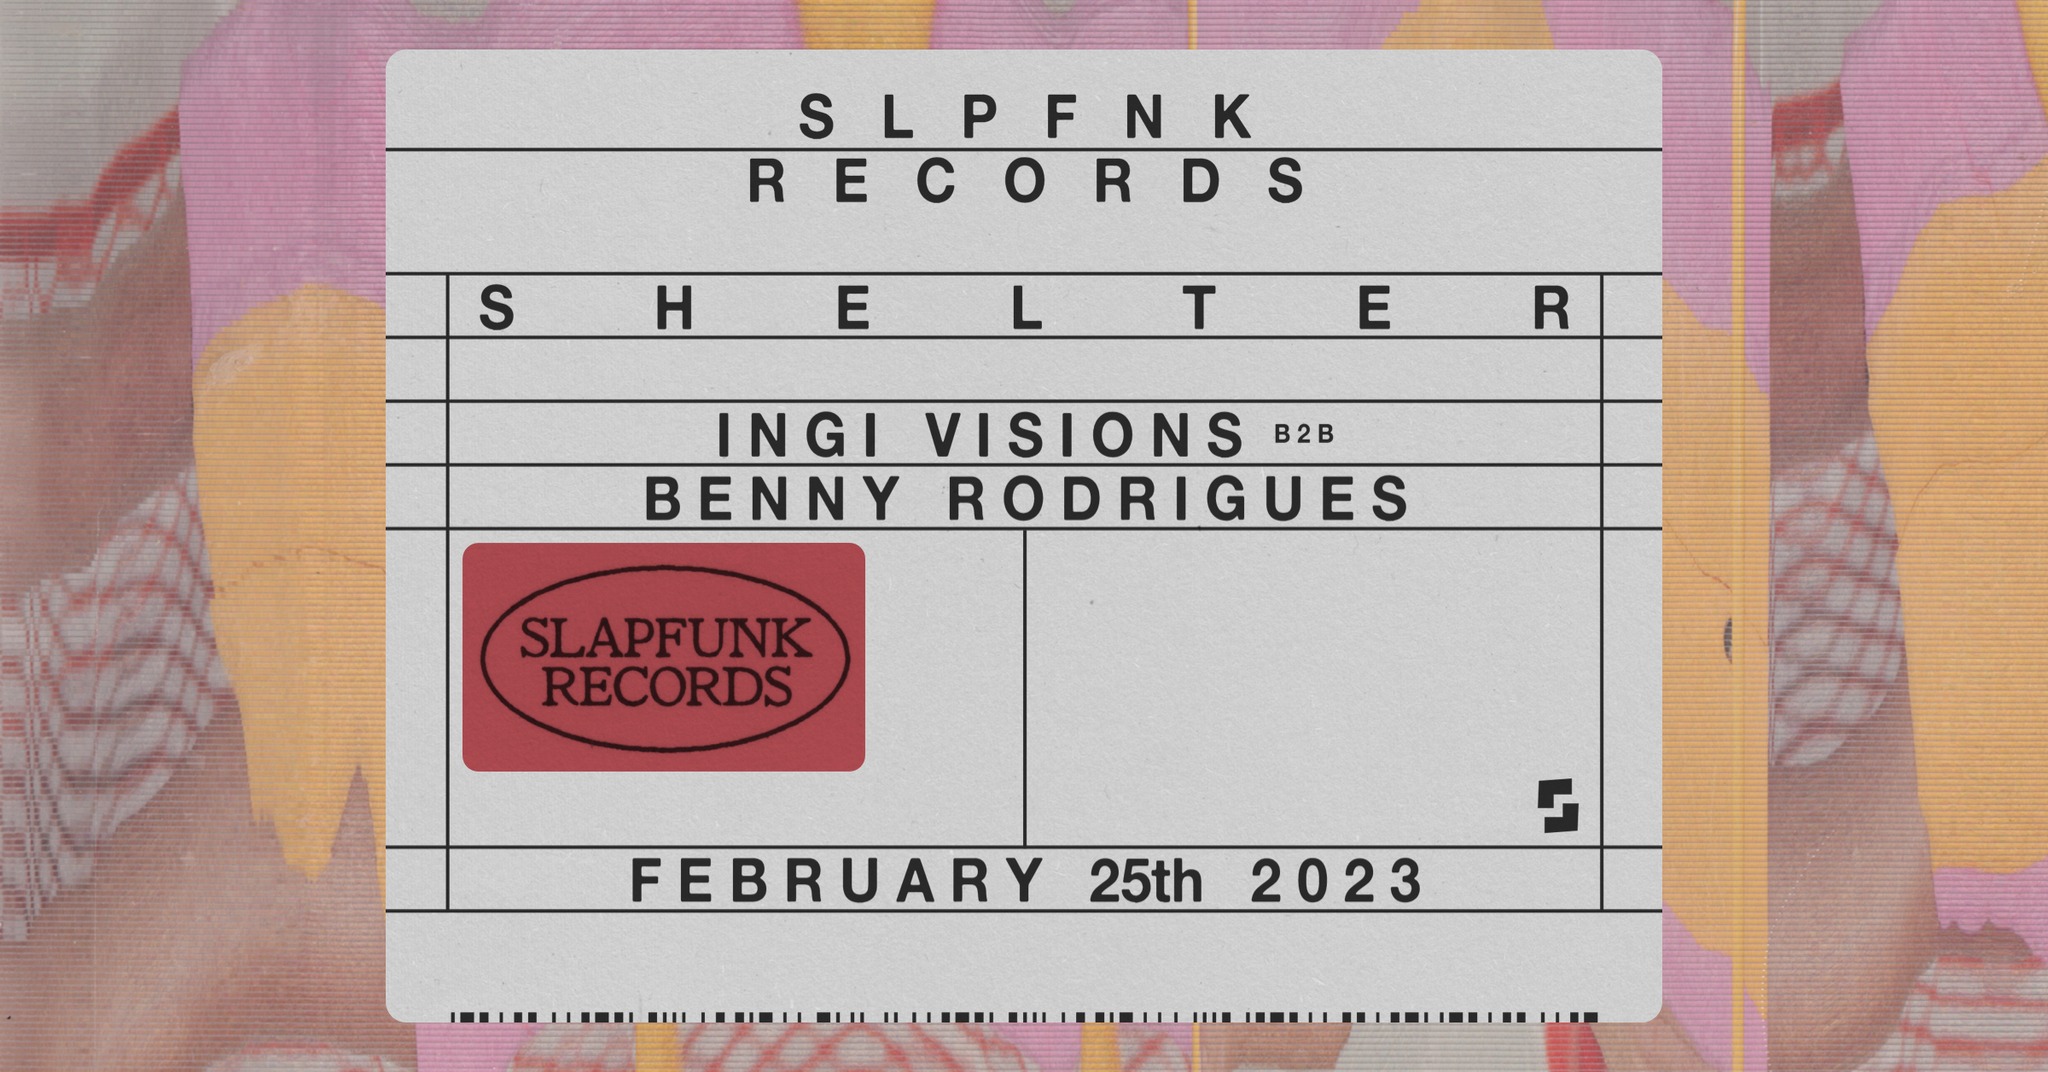 SLPFNK
RECORDS
SHELTER
INGI VISIONS B2B
BENNY RODRIGUES
SLAPFUNK
RECORDS
FEBRUARY 25th 2023